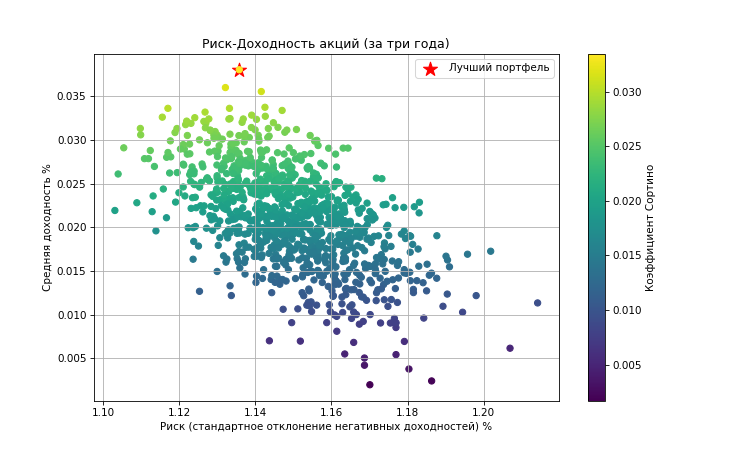 Риск-Доходность акций (за три года)
Лучший портфель
Средняя доходность %
0.035
0.030
0.025
0.020
0.015
0.010
0.005
1.10 1.12 1.14 1.16 1.18 1.20
Риск (стандартное отклонение негативных доходностей) %
0.030
0.025
0.020
0.015
0.010
0.005
Коэффициент Сортино